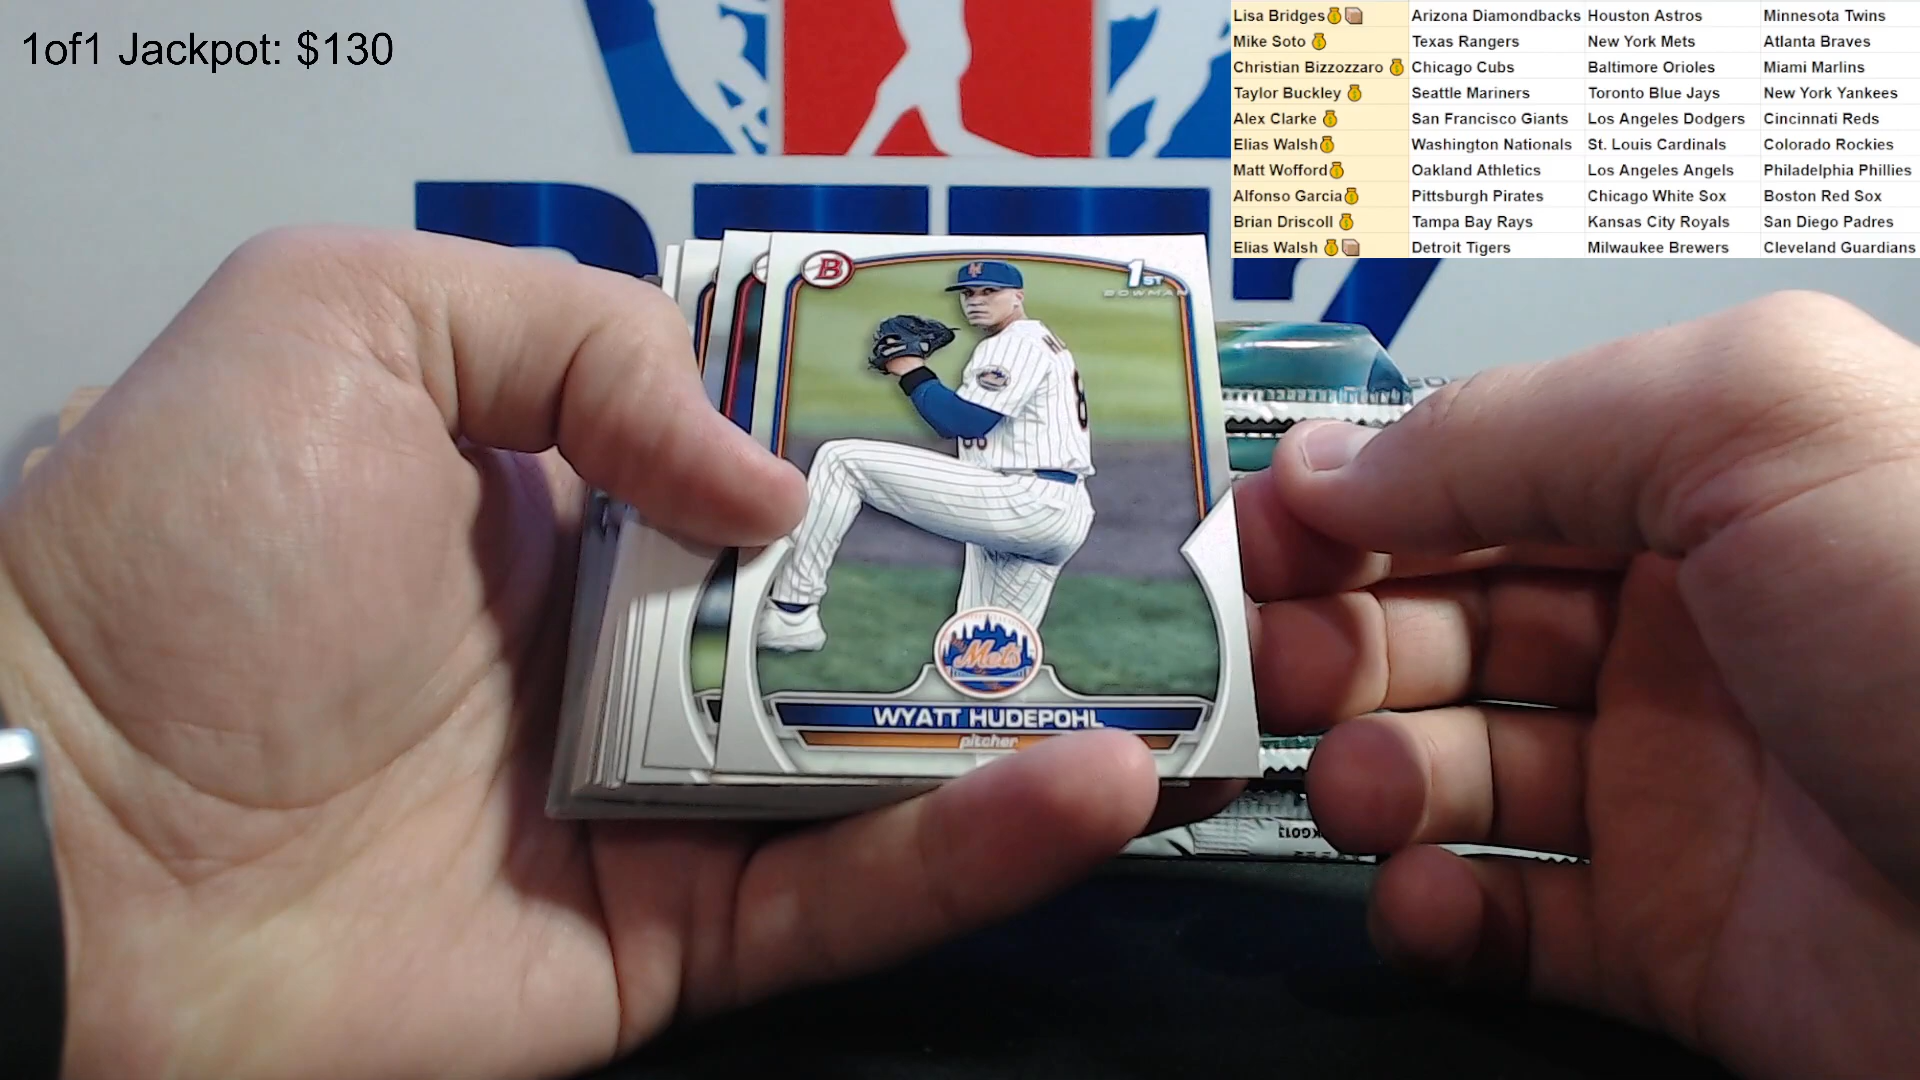 1of1 Jackpot: $130
Lisa Bridges Arizona Diamondbacks Houston Astros Minnesota Twins
Mike Soto Texas Rangers New York Mets Atlanta Braves
Christian Bizzozzaro Chicago Cubs Baltimore Orioles Miami Marlins
Taylor Buckley Seattle Mariners Toronto Blue Jays New York Yankees
Alex Clarke San Francisco Giants Los Angeles Dodgers Cincinnati Reds
Elias Walsh Washington Nationals St. Louis Cardinals Colorado Rockies
Matt Wofford Oakland Athletics Los Angeles Angels Philadelphia Phillies
Alfonso Garcia Pittsburgh Pirates Chicago White Sox Boston Red Sox
Brian Driscoll Tampa Bay Rays Kansas City Royals San Diego Padres
Elias Walsh Detroit Tigers Milwaukee Brewers Cleveland Guardians
B
1ST
BOWMAN
Mets
WYATT HUDEPOHL
pitcher